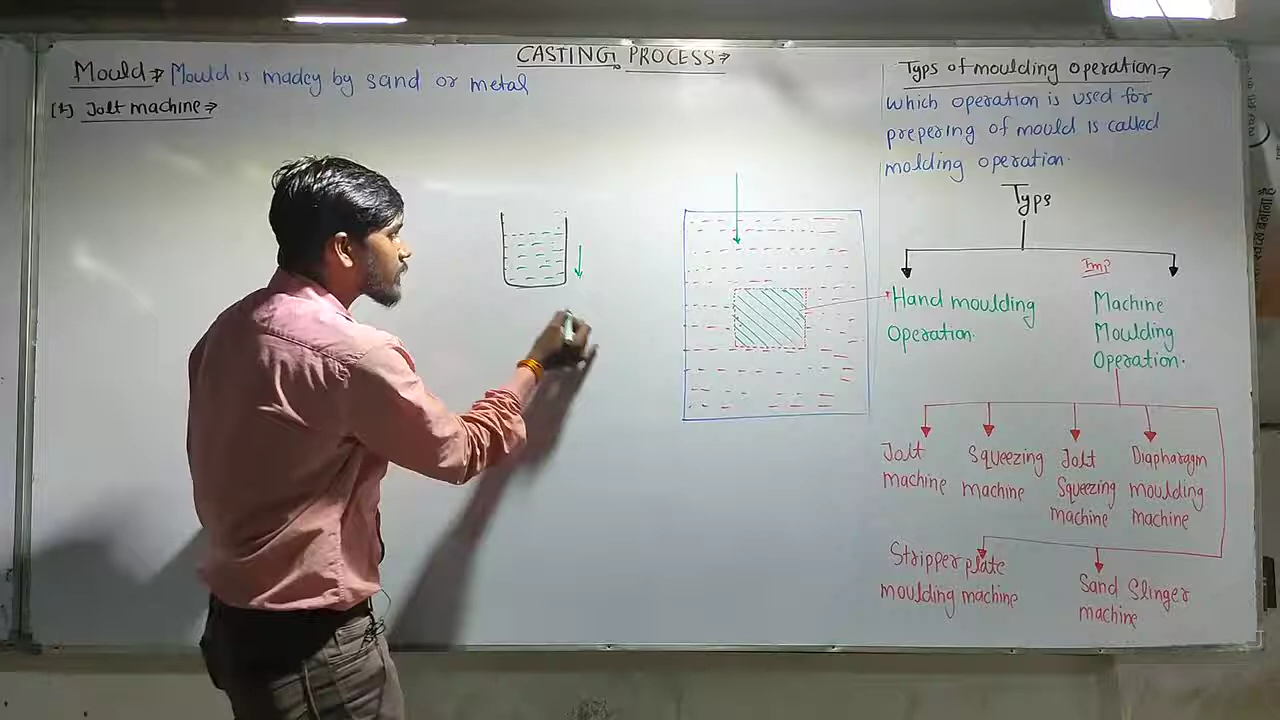 CASTING PROCESS→
Mould→ Mould is madey by sand or metal
(1) Jolt machine→
Typs of moulding operation→
which operation is used for
prepering of mould is called
molding operation.
Typs
Imp
Hand moulding
Operation.
Machine
Moulding
Operation.
Jolt
machine
Squeezing
machine
Jolt
Squeezing
machine
Diapharagm
moulding
machine
Stripper plate
moulding machine
Sand Slinger
machine